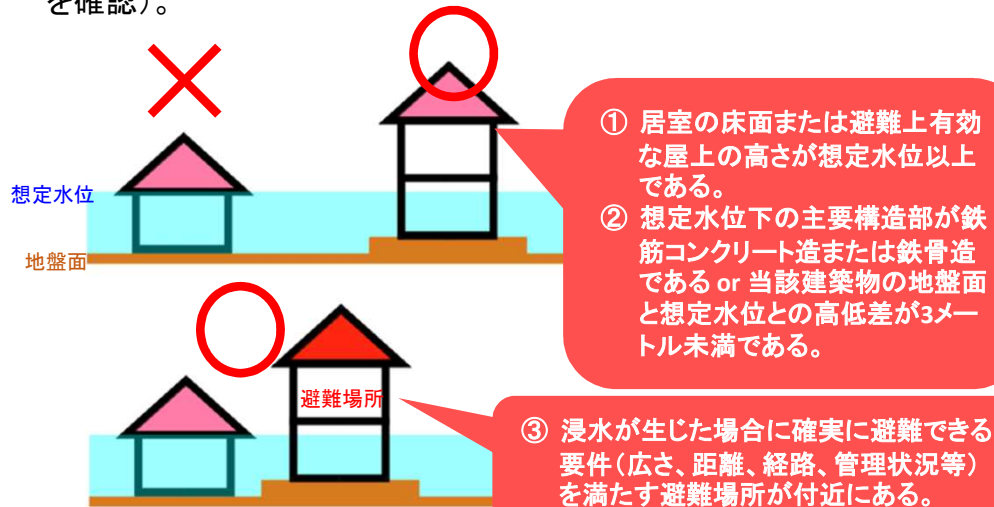 を確認）。
① 居室の床面または避難上有効
な屋上の高さが想定水位以上
である。
② 想定水位下の主要構造部が鉄
筋コンクリート造または鉄骨造
である or 当該建築物の地盤面
と想定水位との高低差が3メー
トル未満である。
想定水位
地盤面
避難場所
③ 浸水が生じた場合に確実に避難できる
要件（広さ、距離、経路、管理状況等）
を満たす避難場所が付近にある。